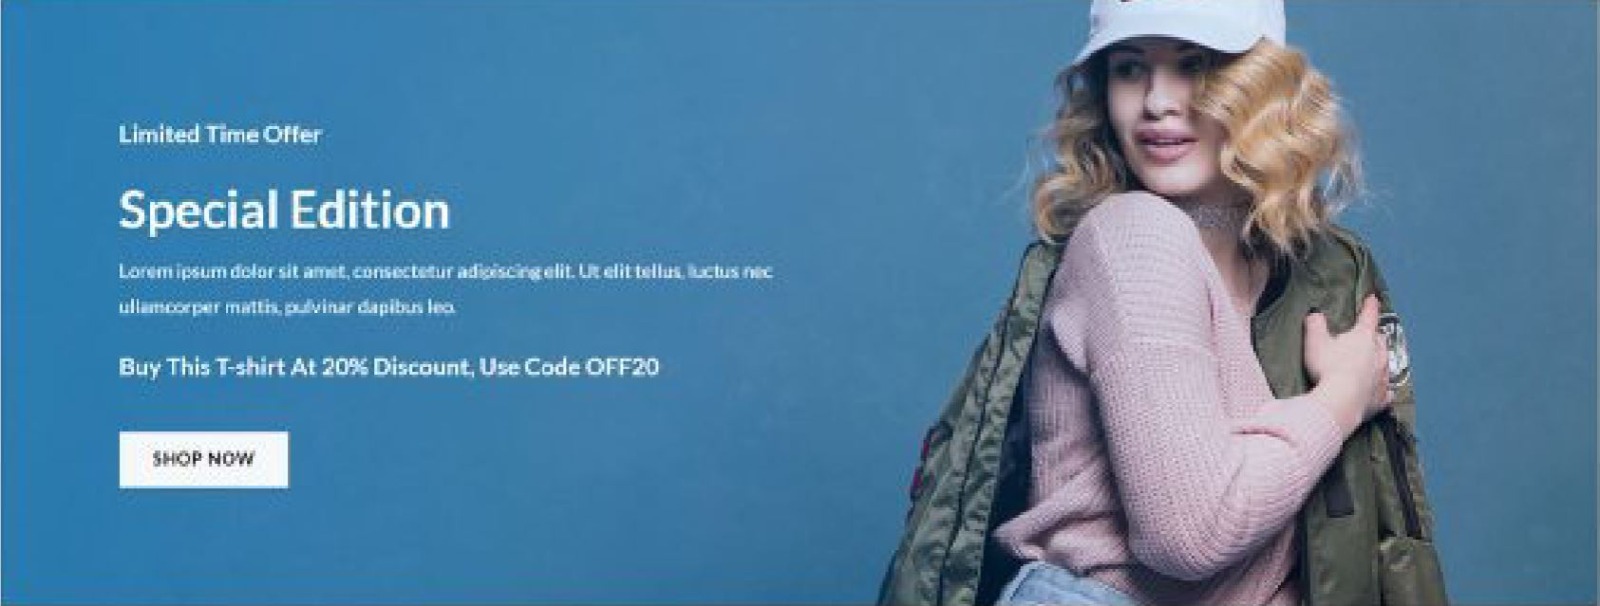 Limited Time Offer
Special Edition
Lorem ipsum dolor sit amet, consectetur adipiscing elit. Ut elit tellus, luctus nec
ullamcorper mattis, pulvinar dapibus leo.
Buy This T-shirt At 20% Discount, Use Code OFF20
SHOP NOW